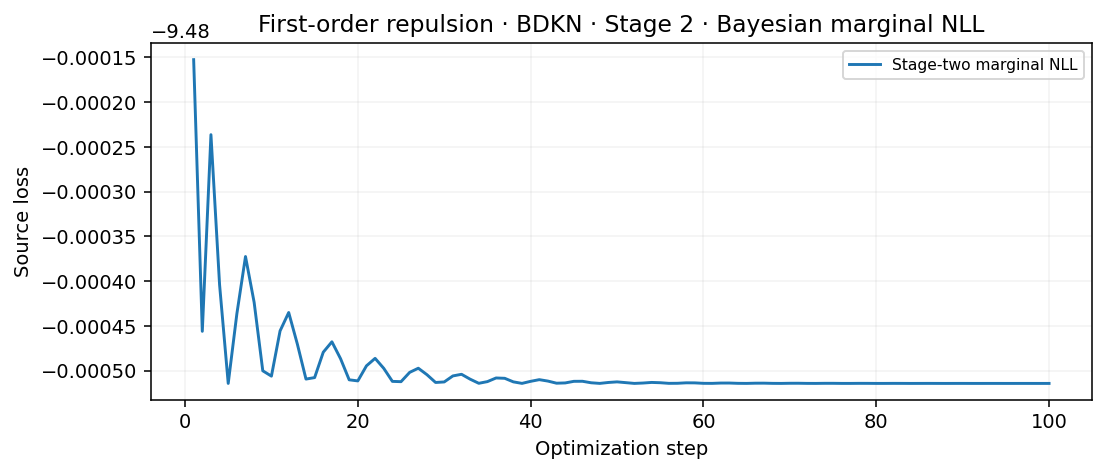 First-order repulsion · BDKN · Stage 2 · Bayesian marginal NLL
−9.48
Stage-two marginal NLL
−0.00015
−0.00020
−0.00025
−0.00030
−0.00035
−0.00040
−0.00045
−0.00050
Source loss
0 20 40 60 80 100
Optimization step